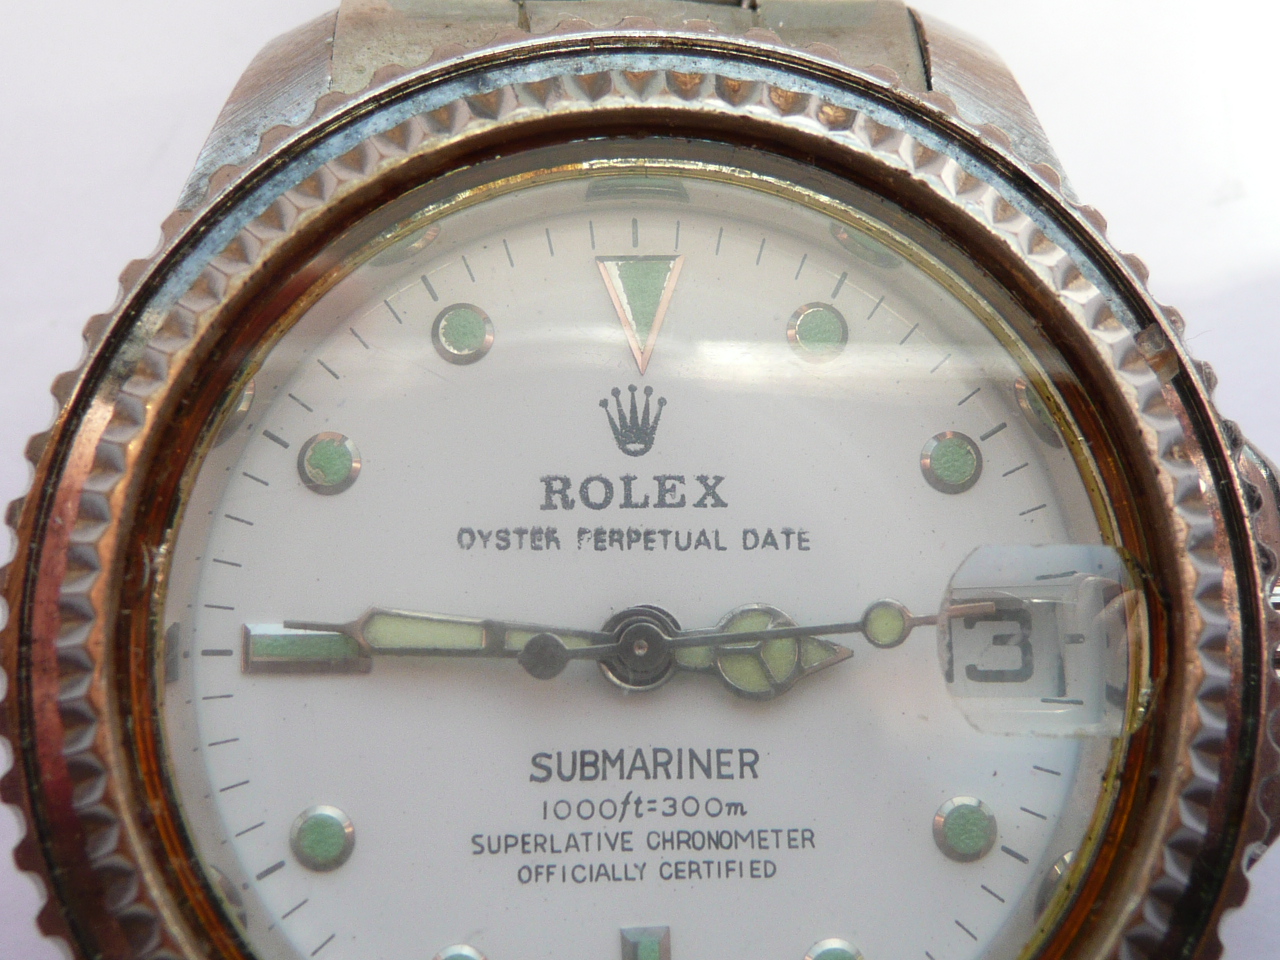 ROLEX
OYSTER PERPETUAL DATE
3
SUBMARINER
1000ft=300m
SUPERLATIVE CHRONOMETER
OFFICIALLY CERTIFIED